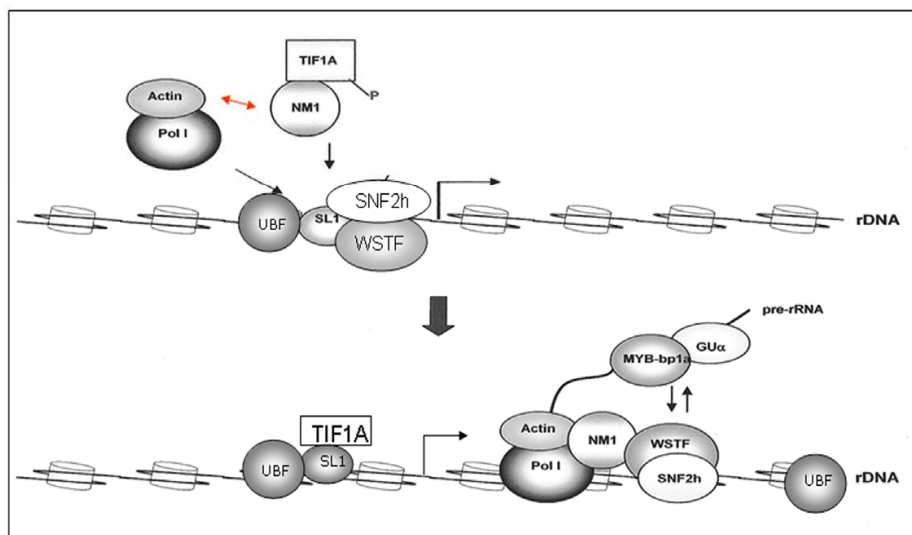 TIF1A
Actin
P
NM1
Pol I
SNF2h
SL1
UBF
rDNA
WSTF
pre-rRNA
GUα
MYB-bp1a
TIF1A
Actin
NM1
WSTF
UBF
SL1
Pol I
SNF2h
UBF
rDNA